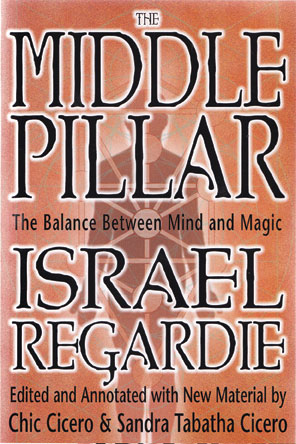 THE
MIDDLE
PILLAR
The Balance Between Mind and Magic
ISRAEL
REGARDIE
Edited and Annotated with New Material by
Chic Cicero & Sandra Tabatha Cicero